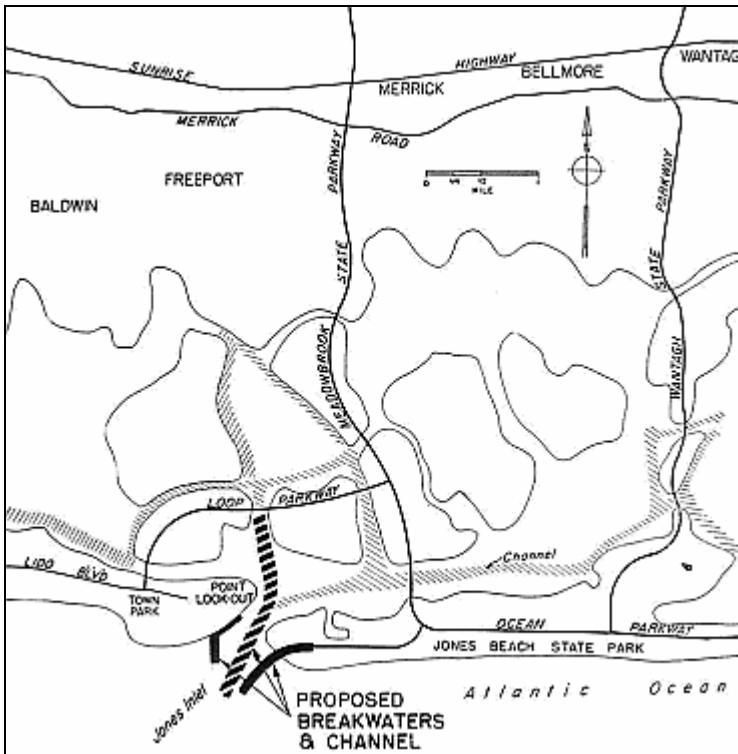 SUNRISE HIGHWAY
WANTAG
BELLMORE
MERRICK
MERRICK ROAD
FREEPORT
BALDWIN
0
1
MILE
MEADOWBROOK STATE PARKWAY
WANTAGH STATE PARKWAY
LOOP PARKWAY
Channel
LIDO BLVD
TOWN
PARK
POINT
LOOK-OUT
OCEAN PARKWAY
JONES BEACH STATE PARK
Jones Inlet
Atlantic Ocean
PROPOSED
BREAKWATERS
& CHANNEL